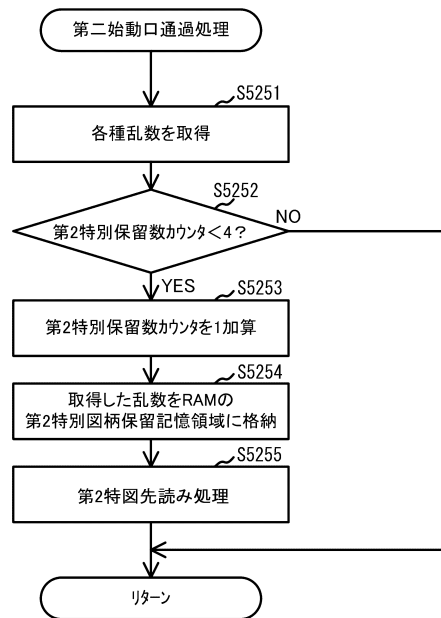 第二始動口通過処理
S5251
各種乱数を取得
S5252
第2特別保留数カウンタ<4?
NO
YES
S5253
第2特別保留数カウンタを1加算
S5254
取得した乱数をRAMの
第2特別図柄保留記憶領域に格納
S5255
第2特図先読み処理
リターン